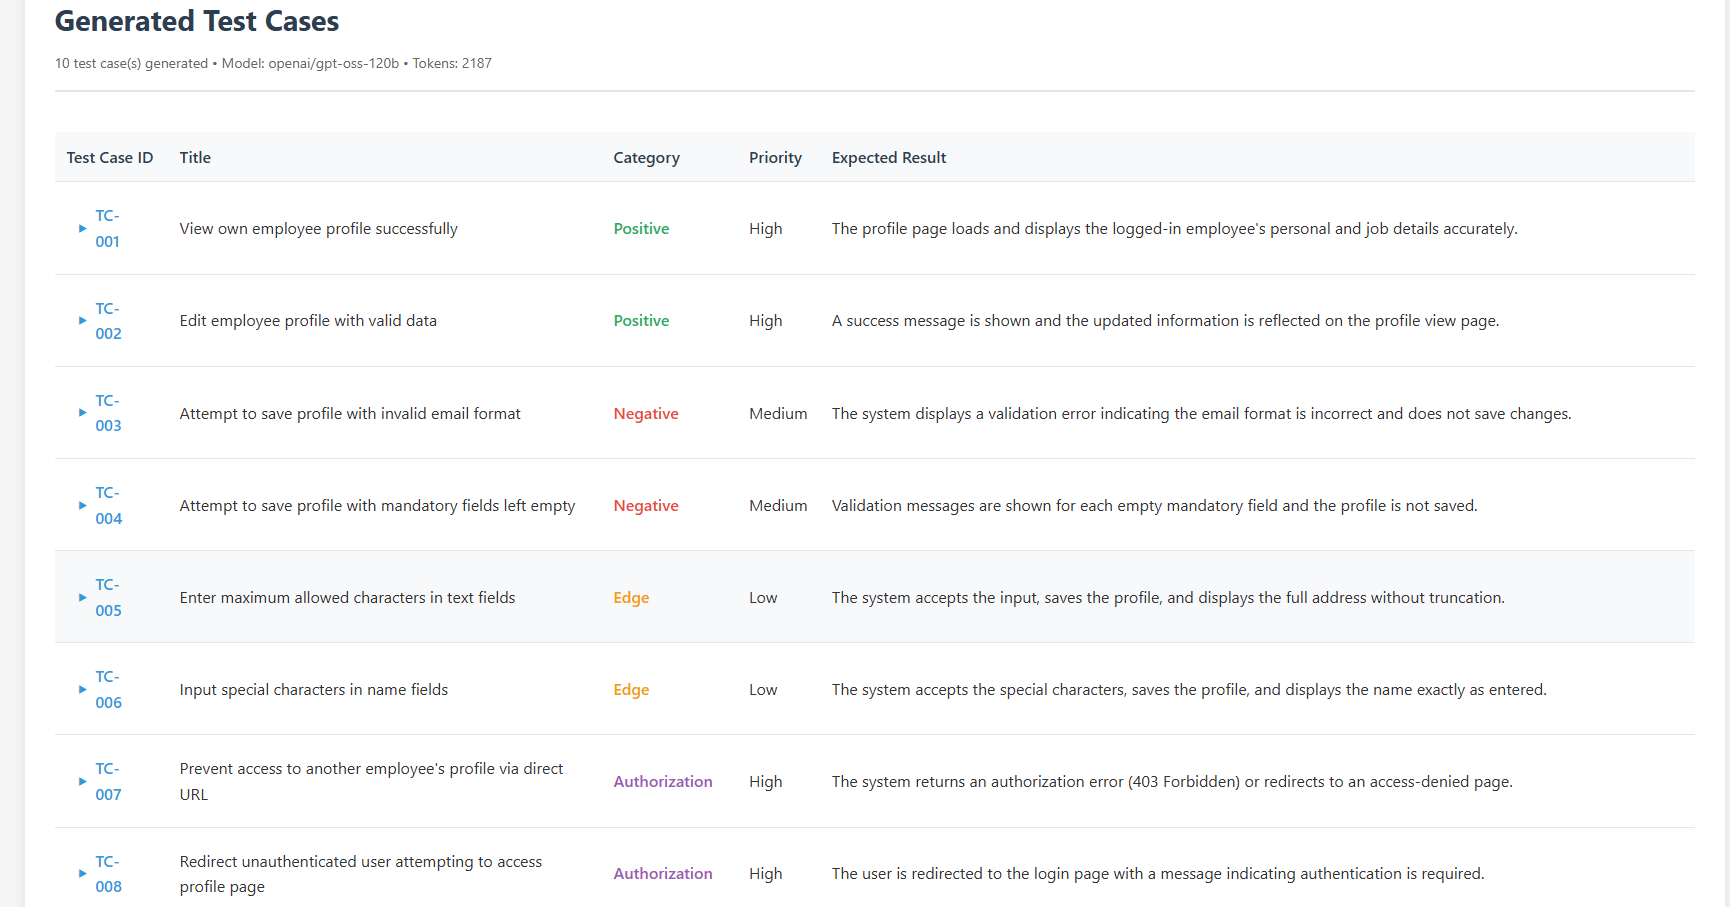 Generated Test Cases
10 test case(s) generated • Model: openai/gpt-oss-120b • Tokens: 2187
Test Case ID Title Category Priority Expected Result
TC-
001 View own employee profile successfully Positive High The profile page loads and displays the logged-in employee's personal and job details accurately.
TC-
002 Edit employee profile with valid data Positive High A success message is shown and the updated information is reflected on the profile view page.
TC-
003 Attempt to save profile with invalid email format Negative Medium The system displays a validation error indicating the email format is incorrect and does not save changes.
TC-
004 Attempt to save profile with mandatory fields left empty Negative Medium Validation messages are shown for each empty mandatory field and the profile is not saved.
TC-
005 Enter maximum allowed characters in text fields Edge Low The system accepts the input, saves the profile, and displays the full address without truncation.
TC-
006 Input special characters in name fields Edge Low The system accepts the special characters, saves the profile, and displays the name exactly as entered.
TC- Prevent access to another employee's profile via direct
007 URL Authorization High The system returns an authorization error (403 Forbidden) or redirects to an access-denied page.
TC- Redirect unauthenticated user attempting to access
008 profile page Authorization High The user is redirected to the login page with a message indicating authentication is required.